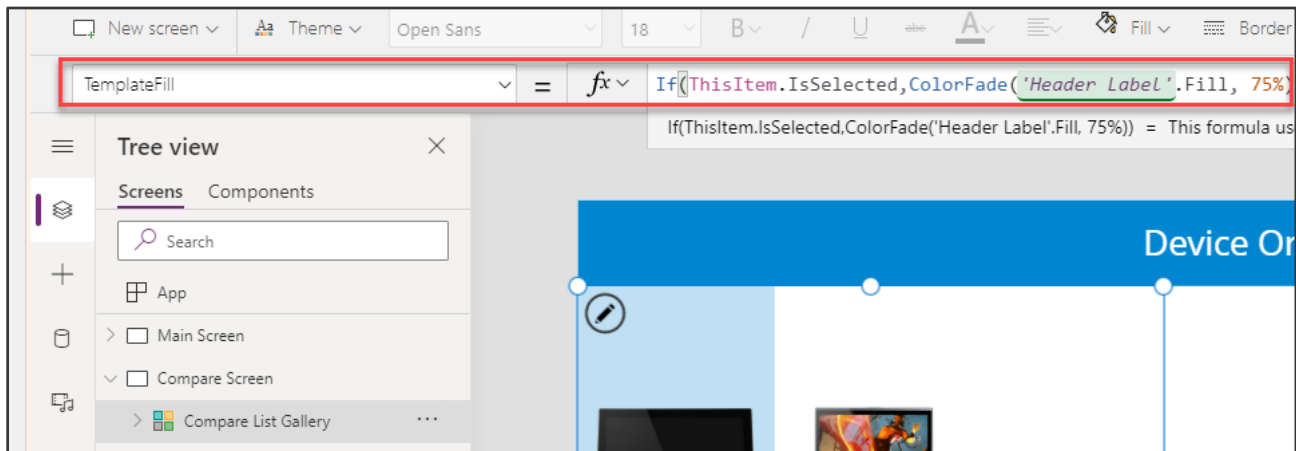 New screen Aa Theme Open Sans 18 B / U abc A Fill Border
TemplateFill = fx If(ThisItem.IsSelected,ColorFade('Header Label'.Fill, 75%)
If(ThisItem.IsSelected,ColorFade('Header Label'.Fill, 75%)) = This formula us
Tree view
Screens Components
Search
App
Main Screen
Compare Screen
Compare List Gallery ...
Device Or